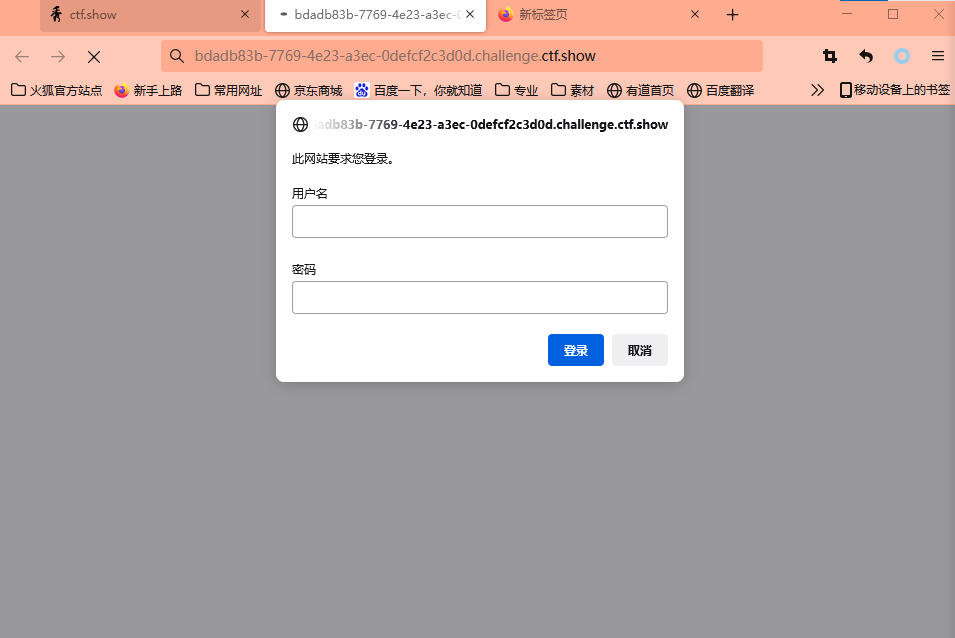 ctf.show
bdadb83b-7769-4e23-a3ec-0
新标签页
bdadb83b-7769-4e23-a3ec-0defcf2c3d0d.challenge.ctf.show
火狐官方站点 新手上路 常用网址 京东商城 百度一下，你就知道 专业 素材 有道首页 百度翻译 移动设备上的书签
adb83b-7769-4e23-a3ec-0defcf2c3d0d.challenge.ctf.show
此网站要求您登录。
用户名
密码
登录 取消